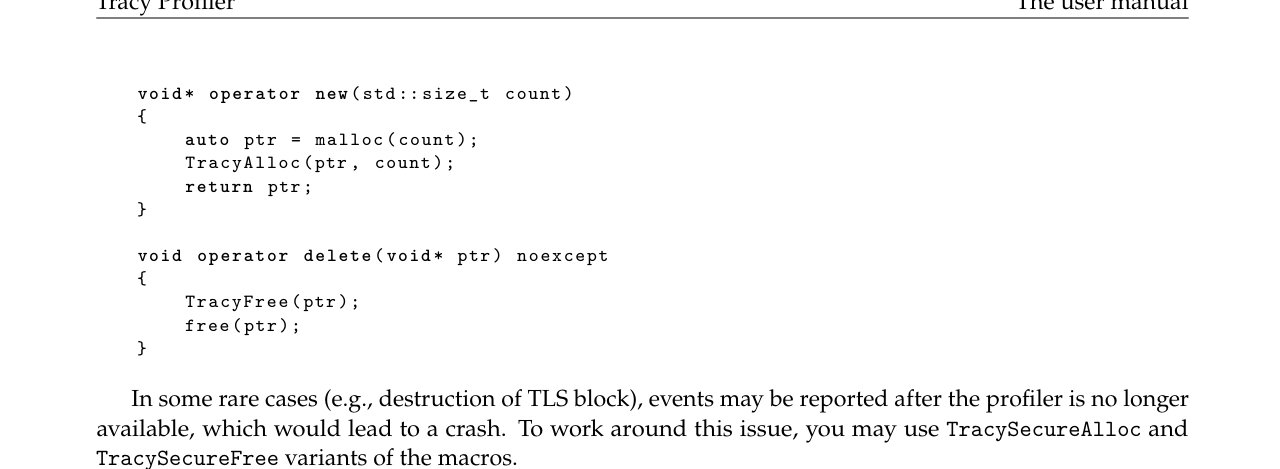 Tracy Profiler The user manual
void* operator new(std::size_t count)
{
    auto ptr = malloc(count);
    TracyAlloc(ptr, count);
    return ptr;
}
void operator delete(void* ptr) noexcept
{
    TracyFree(ptr);
    free(ptr);
}
In some rare cases (e.g., destruction of TLS block), events may be reported after the profiler is no longer
available, which would lead to a crash. To work around this issue, you may use TracySecureAlloc and
TracySecureFree variants of the macros.